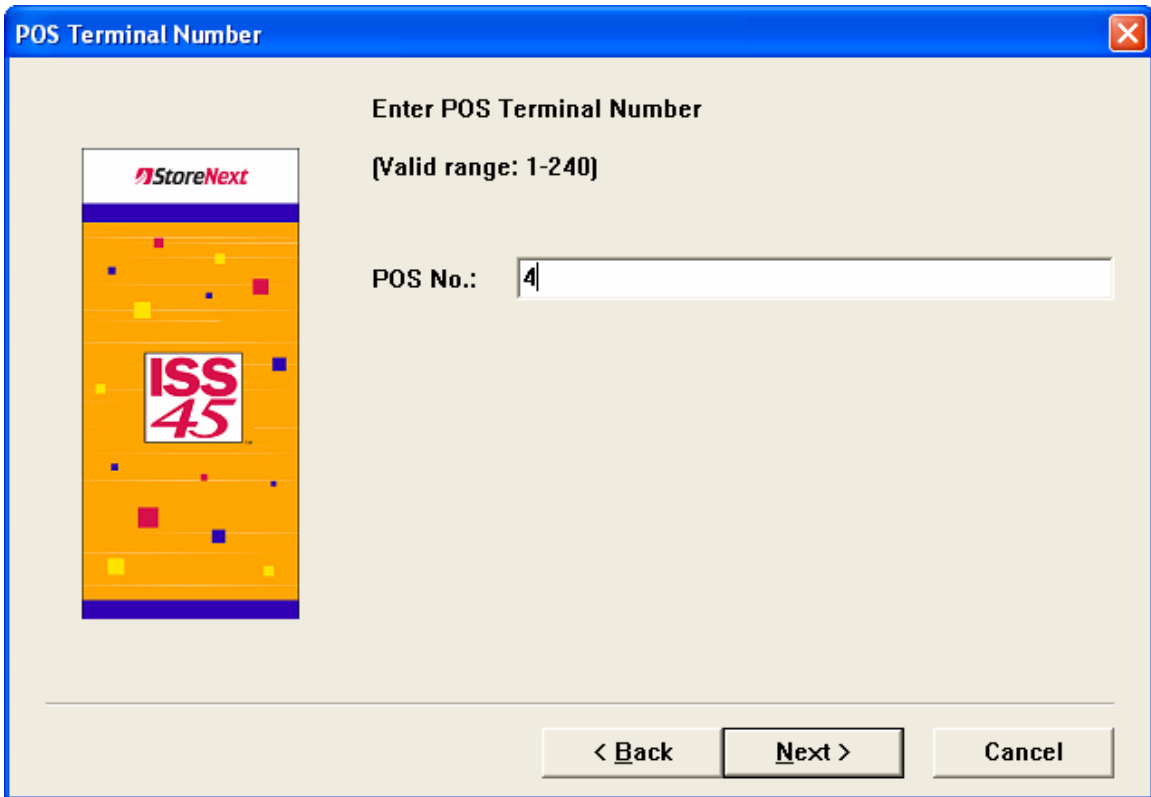 POS Terminal Number
Enter POS Terminal Number
(Valid range: 1-240)
StoreNext
POS No.: 4
ISS
45
< Back Next > Cancel